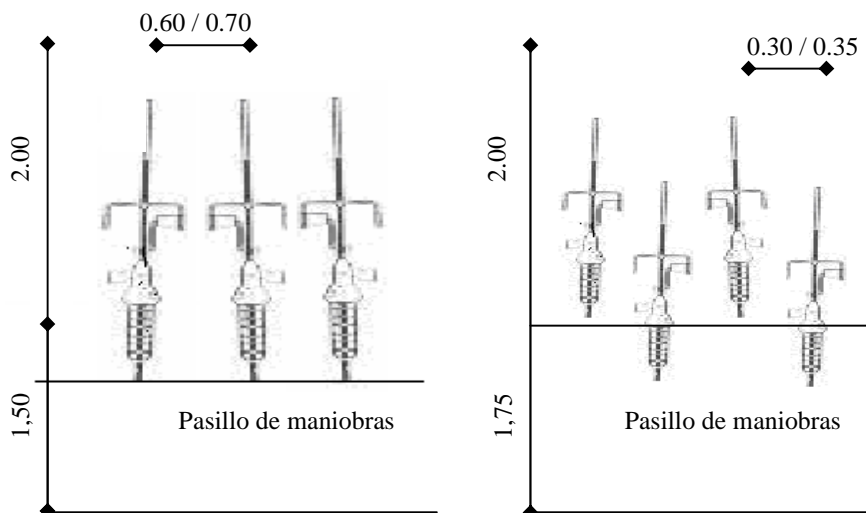 0.60 / 0.70
2.00
1,50
Pasillo de maniobras
0.30 / 0.35
2.00
1,75
Pasillo de maniobras